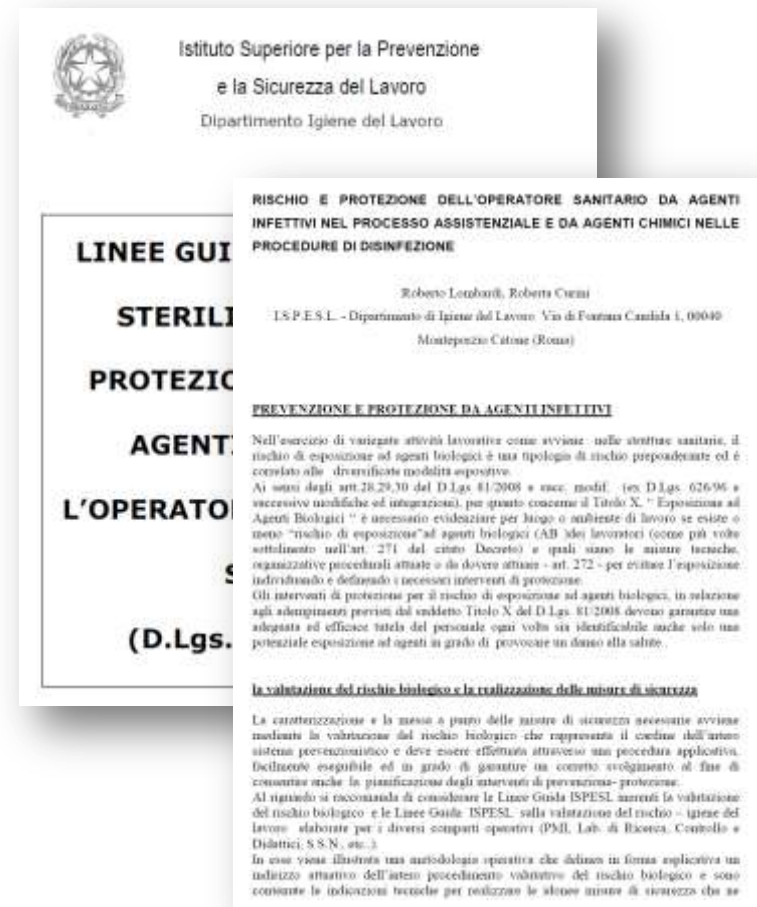 Istituto Superiore per la Prevenzione
e la Sicurezza del Lavoro
Dipartimento Igiene del Lavoro
LINEE GUI
STERILI
PROTEZIO
AGENTI
L'OPERATO
S
(D.Lgs.
RISCHIO E PROTEZIONE DELL'OPERATORE SANITARIO DA AGENTI
INFETTIVI NEL PROCESSO ASSISTENZIALE E DA AGENTI CHIMICI NELLE
PROCEDURE DI DISINFEZIONE
Roberto Lombardi, Roberta Curini
I.S.P.E.S.L. - Dipartimento di Igiene del Lavoro Via di Fontana Candida 1, 00040
Monteporzio Catone (Roma)
PREVENZIONE E PROTEZIONE DA AGENTI INFETTIVI
Nell'esercizio di variegate attività lavorative come avviene nelle strutture sanitarie, il
rischio di esposizione ad agenti biologici è una tipologia di rischio preponderante ed è
correlato alle diversificate modalità espositive.
Ai sensi degli artt.28,29,30 del D.Lgs 81/2008 e succ. modif. (ex D.Lgs. 626/96 e
successive modifiche ed integrazioni), per quanto concerne il Titolo X, " Esposizione ad
Agenti Biologici " è necessario evidenziare per luogo o ambiente di lavoro se esiste o
meno "rischio di esposizione"ad agenti biologici (AB )dei lavoratori (come più volte
sottolineato nell'art. 271 del citato Decreto) e quali siano le misure tecniche,
organizzative procedurali attuate o da dovere attuare - art. 272 - per evitare l'esposizione
individuando e definendo i necessari interventi di protezione.
Gli interventi di protezione per il rischio di esposizione ad agenti biologici, in relazione
agli adempimenti previsti dal suddetto Titolo X del D.Lgs. 81/2008 devono garantire una
adeguata ed efficace tutela del personale ogni volta sia identificabile anche solo una
potenziale esposizione ad agenti in grado di provocare un danno alla salute.
la valutazione del rischio biologico e la realizzazione delle misure di sicurezza
La caratterizzazione e la messa a punto delle misure di sicurezza necessarie avviene
mediante la valutazione del rischio biologico che rappresenta il cardine dell'intero
sistema prevenzionistico e deve essere effettuata attraverso una procedura applicativa,
facilmente eseguibile ed in grado di garantire un corretto svolgimento al fine di
consentire anche la pianificazione degli interventi di prevenzione- protezione.
Al riguardo si raccomanda di considerare le Linee Guida ISPESL inerenti la valutazione
del rischio biologico e le Linee Guida ISPESL sulla valutazione del rischio – igiene del
lavoro elaborate per i diversi comparti operativi (PMI, Lab. di Ricerca, Controllo e
Didattici, S.S.N., etc..).
In esse viene illustrata una metodologia operativa che delinea in forma esplicativa un
indirizzo attuativo dell'intero procedimento valutativo del rischio biologico e sono
contenute le indicazioni tecniche per realizzare le idonee misure di sicurezza che ne